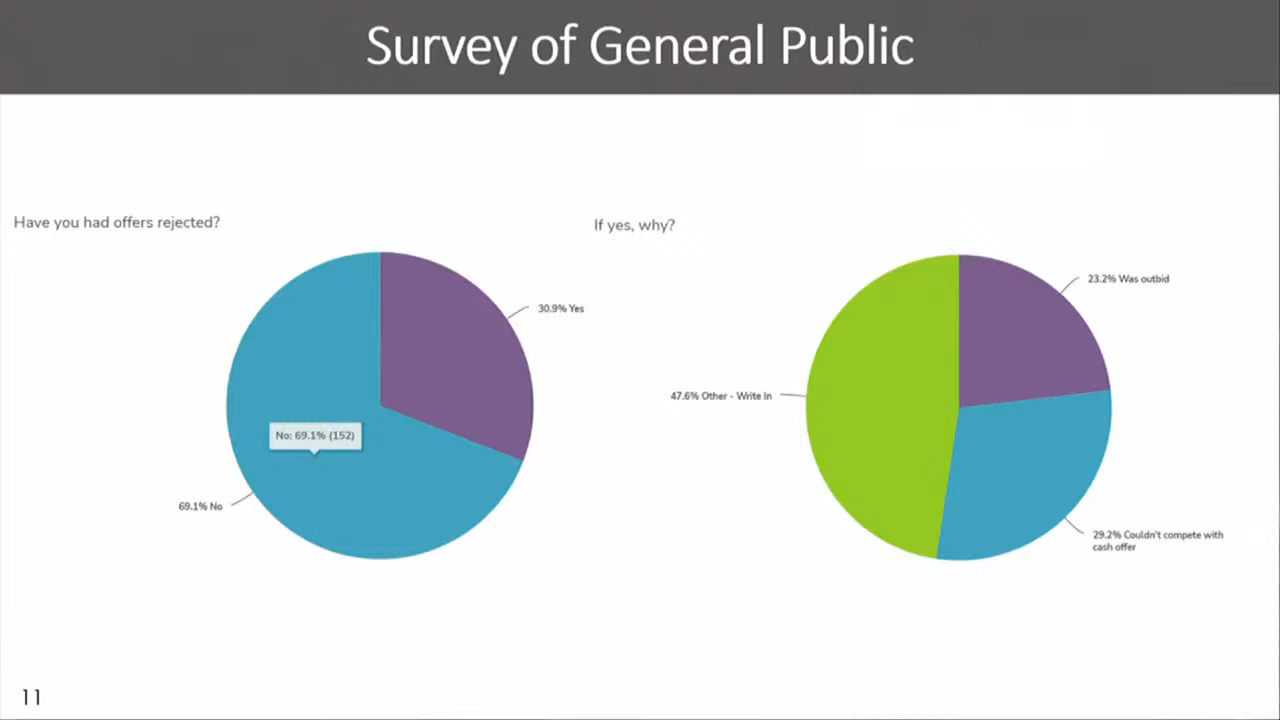 Survey of General Public
Have you had offers rejected?
30.9% Yes
No: 69.1% (152)
69.1% No
If yes, why?
23.2% Was outbid
47.6% Other - Write In
29.2% Couldn't compete with
cash offer
11